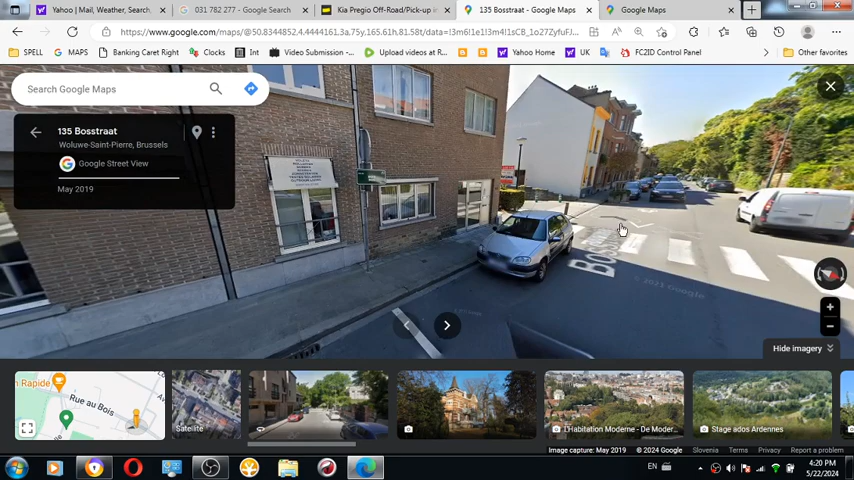 Yahoo | Mail, Weather, Search,
031 782 277 - Google Search
Kia Pregio Off-Road/Pick-up in
135 Bosstraat - Google Maps
Google Maps
https://www.google.com/maps/@50.8344852,4.4444161,3a,75y,165.61h,81.58t/data=!3m6!1e1!3m4!1sCB_1o27ZyfuFJ...
SPELL
MAPS
Banking Caret Right
Clocks
Int
Video Submission -...
Upload videos at R...
Yahoo Home
UK
FC2ID Control Panel
Other favorites
Search Google Maps
135 Bosstraat
Woluwe-Saint-Pierre, Brussels
Google Street View
May 2019
© 2021 Google
Hide imagery
n Rapide
Rue au Bois
Satellite
L'Habitation Moderne - De Moder...
Stage ados Ardennes
Image capture: May 2019
© 2024 Google
Slovenia
Terms
Privacy
Report a problem
EN
4:20 PM
5/22/2024